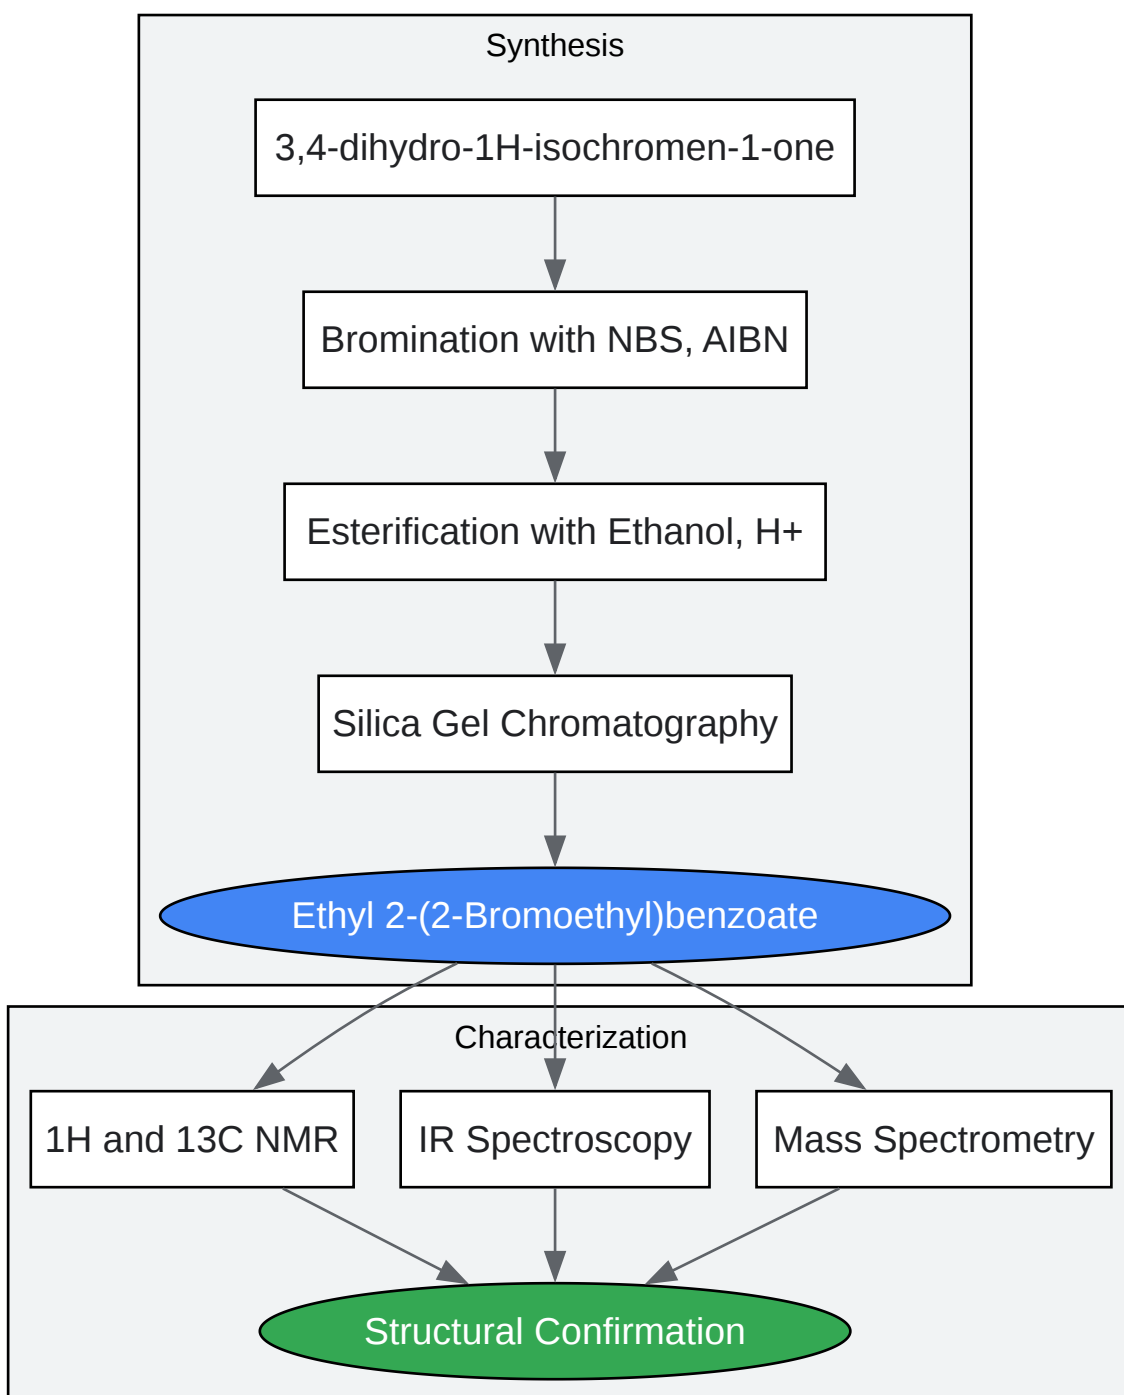 Synthesis
3,4-dihydro-1H-isochromen-1-one
Bromination with NBS, AIBN
Esterification with Ethanol, H+
Silica Gel Chromatography
Ethyl 2-(2-Bromoethyl)benzoate
Characterization
1H and 13C NMR
IR Spectroscopy
Mass Spectrometry
Structural Confirmation